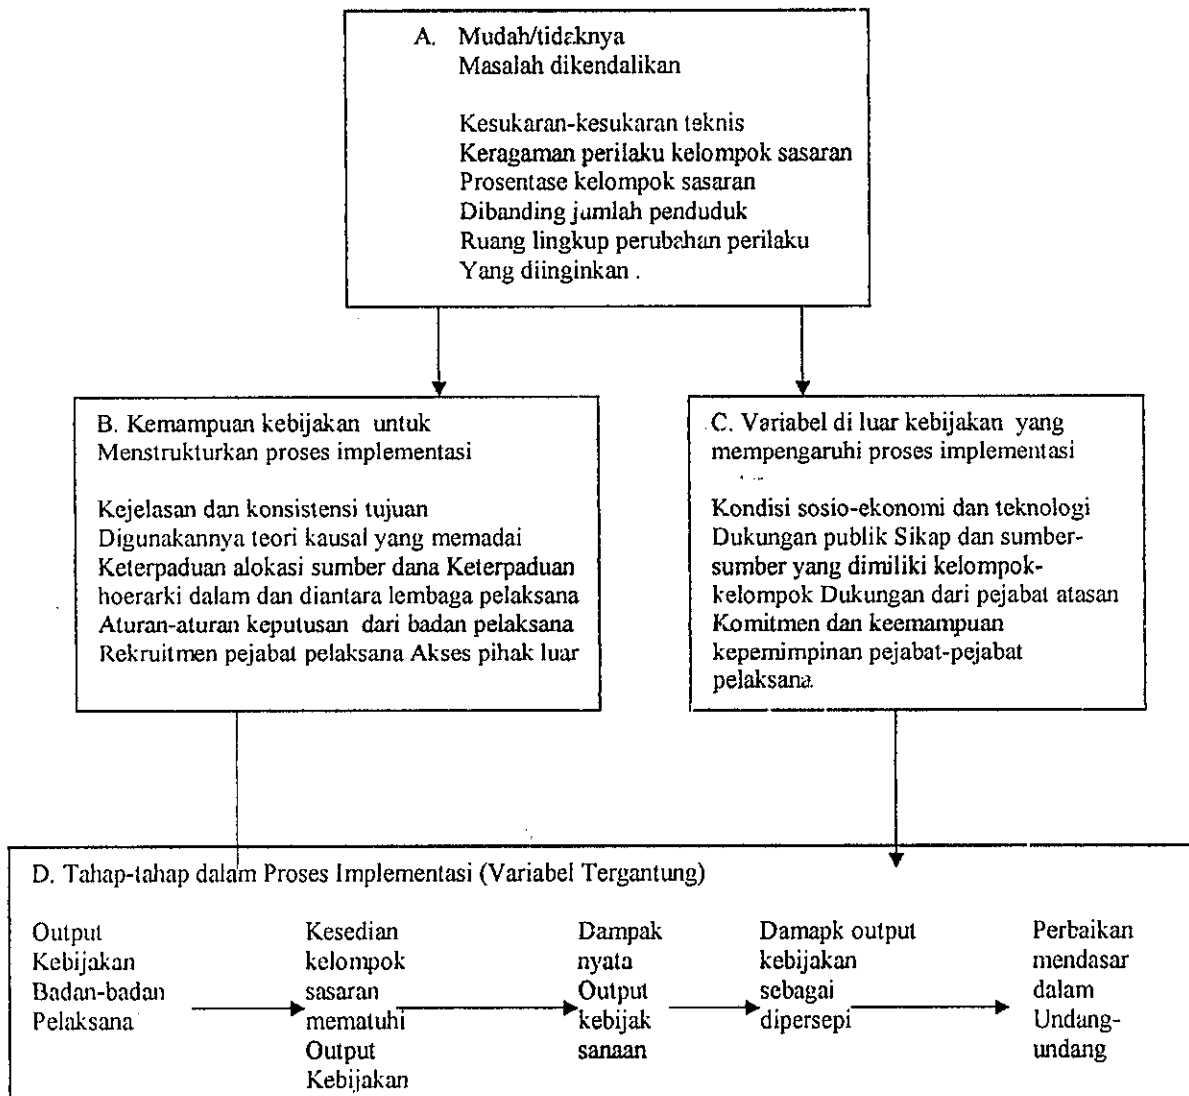 A. Mudah/tidaknya
Masalah dikendalikan
Kesukaran-kesukaran teknis
Keragaman perilaku kelompok sasaran
Prosentase kelompok sasaran
Dibanding jumlah penduduk
Ruang lingkup perubahan perilaku
Yang diinginkan .
B. Kemampuan kebijakan untuk
Menstrukturkan proses implementasi
Kejelasan dan konsistensi tujuan
Digunakannya teori kausal yang memadai
Keterpaduan alokasi sumber dana Keterpaduan
hoerarki dalam dan diantara lembaga pelaksana
Aturan-aturan keputusan dari badan pelaksana
Rekruitmen pejabat pelaksana Akses pihak luar
C. Variabel di luar kebijakan yang
mempengaruhi proses implementasi
Kondisi sosio-ekonomi dan teknologi
Dukungan publik Sikap dan sumber-
sumber yang dimiliki kelompok-
kelompok Dukungan dari pejabat atasan
Komitmen dan keemampuan
kepemimpinan pejabat-pejabat
pelaksana
D. Tahap-tahap dalam Proses Implementasi (Variabel Tergantung)
Output
Kebijakan
Badan-badan
Pelaksana
Kesedian
kelompok
sasaran
mematuhi
Output
Kebijakan
Dampak
nyata
Output
kebijak
sanaan
Damapk output
kebijakan
sebagai
dipersepi
Perbaikan
mendasar
dalam
Undang-
undang